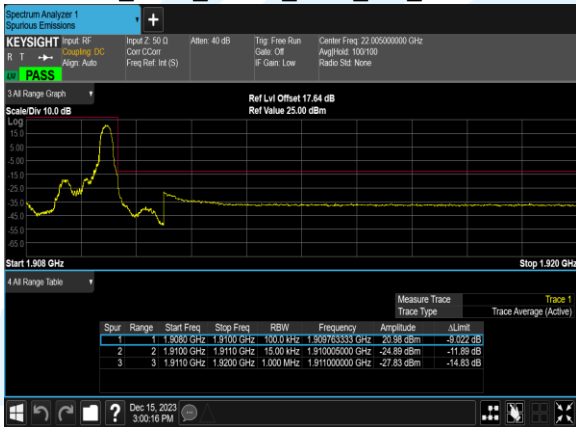 Spectrum Analyzer 1
Spurious Emissions
KEYSIGHT
R T
Input: RF
Coupling: DC
Align: Auto
Input Z: 50 Ω
Corr CCorr
Freq Ref: Int (S)
Atten: 40 dB
Trig: Free Run
Gate: Off
IF Gain: Low
Center Freq: 22.005000000 GHz
Avg|Hold: 100/100
Radio Std: None
PASS
3 All Range Graph
Scale/Div 10.0 dB
Ref Lvl Offset 17.64 dB
Ref Value 25.00 dBm
Log
15.0
5.00
-5.00
-15.0
-25.0
-35.0
-45.0
-55.0
-65.0
Start 1.908 GHz
Stop 1.920 GHz
4 All Range Table
Measure Trace Trace 1
Trace Type Trace Average (Active)
Spur Range Start Freq Stop Freq RBW Frequency Amplitude ΔLimit
1 1 1.9080 GHz 1.9100 GHz 100.0 kHz 1.909763333 GHz 20.98 dBm -9.022 dB
2 2 1.9100 GHz 1.9110 GHz 15.00 kHz 1.910005000 GHz -24.89 dBm -11.89 dB
3 3 1.9110 GHz 1.9200 GHz 1.000 MHz 1.911000000 GHz -27.83 dBm -14.83 dB
?
Dec 15, 2023
3:00:16 PM